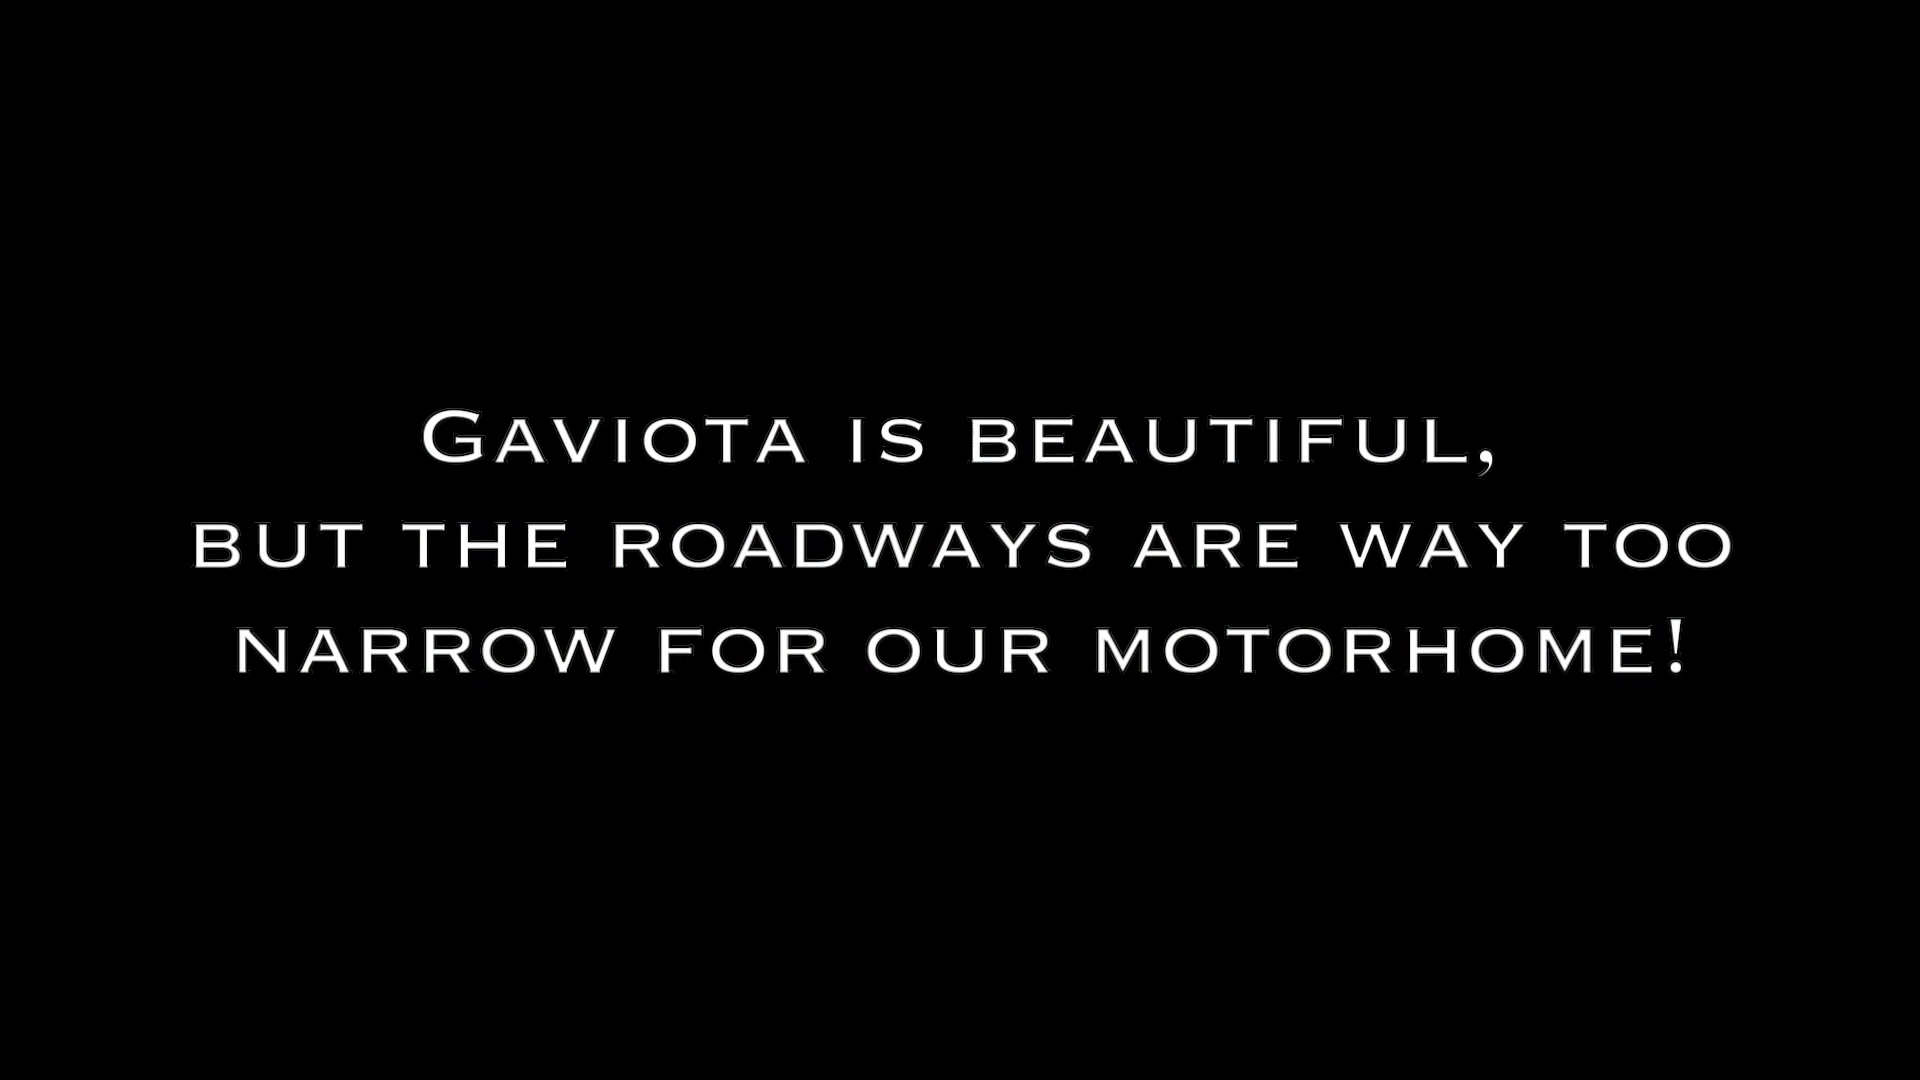 Gaviota is beautiful,
but the roadways are way too
narrow for our motorhome!